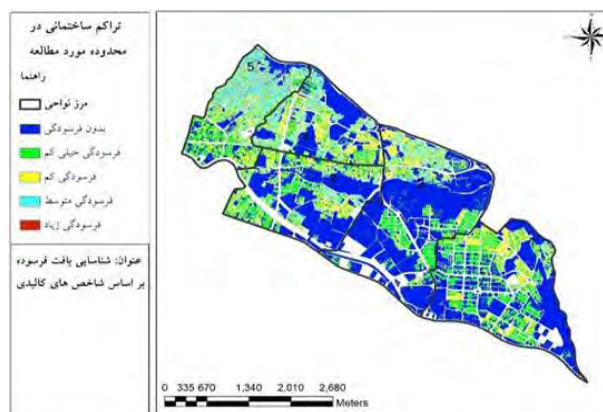 تراکم ساختمانی در
محدوده مورد مطالعه
راهنما
مرز نواحی
بدون فرسودگی
فرسودگی خیلی کم
فرسودگی کم
فرسودگی متوسط
فرسودگی زیاد
عنوان: شناسایی بافت فرسوده
بر اساس شاخص های کالبدی
5
0 335 670 1,340 2,010 2,680
Meters